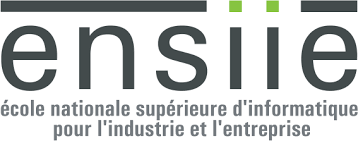 ensiie
école nationale supérieure d'informatique
pour l'industrie et l'entreprise